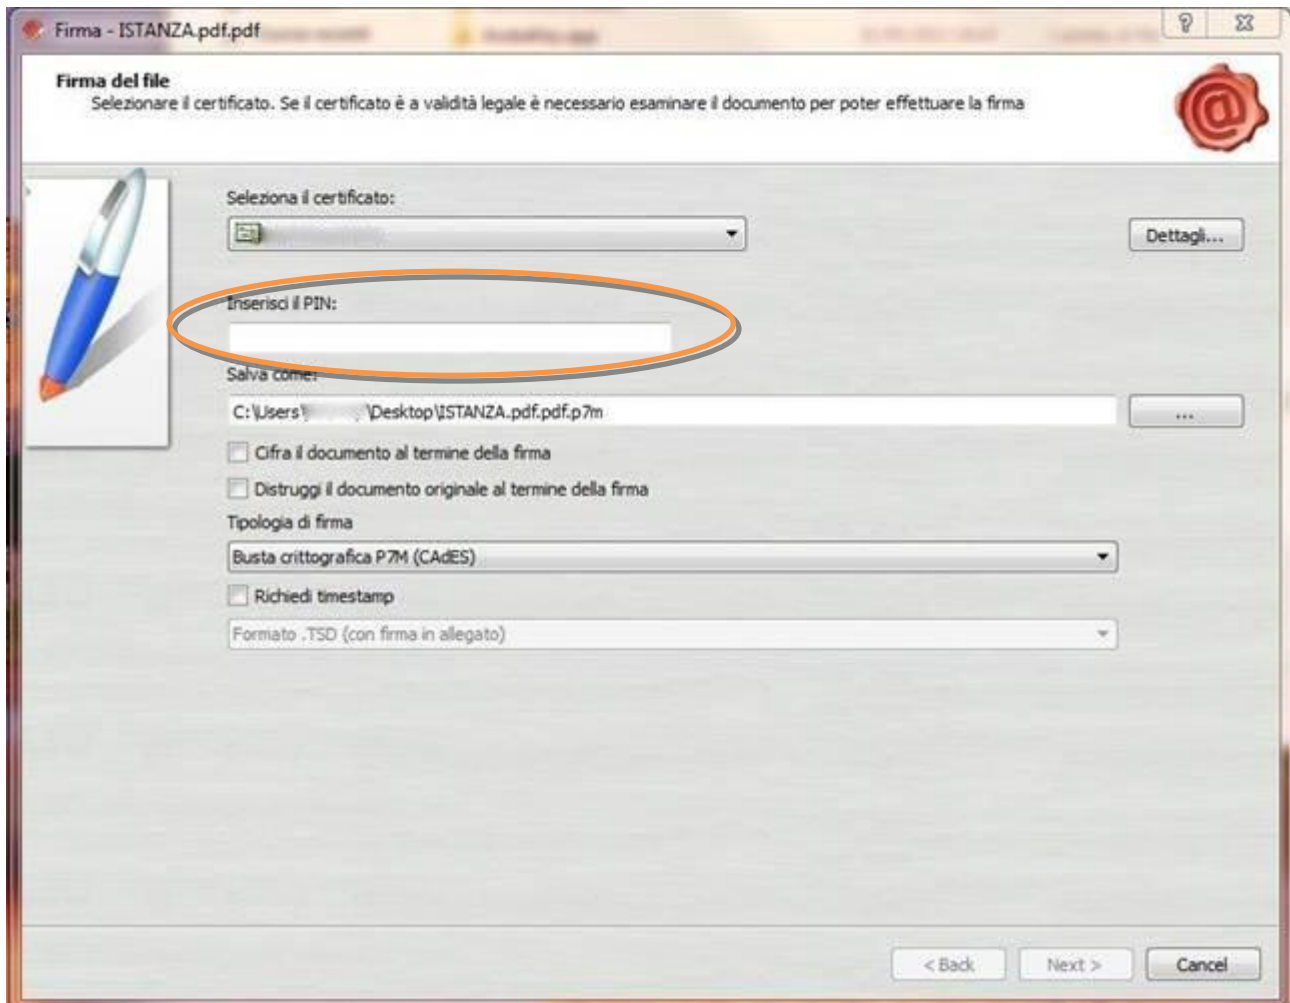 Firma - ISTANZA.pdf.pdf
Firma del file
Selezionare il certificato. Se il certificato è a validità legale è necessario esaminare il documento per poter effettuare la firma
Seleziona il certificato:
Dettagli...
Inserisci il PIN:
Salva come:
C:\Users\ \Desktop\ISTANZA.pdf.pdf.p7m
...
Cifra il documento al termine della firma
Distruggi il documento originale al termine della firma
Tipologia di firma
Busta crittografica P7M (CAdES)
Richiedi timestamp
Formato .TSD (con firma in allegato)
< Back Next > Cancel